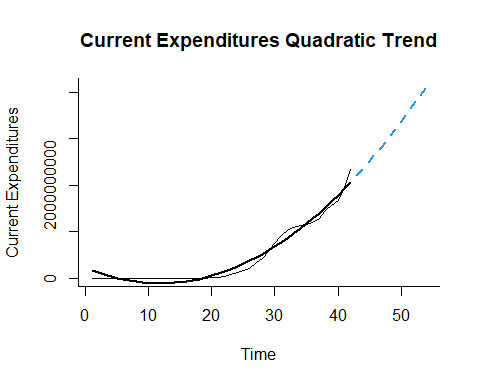 Current Expenditures Quadratic Trend
Current Expenditures
2000000000
0
0 10 20 30 40 50
Time